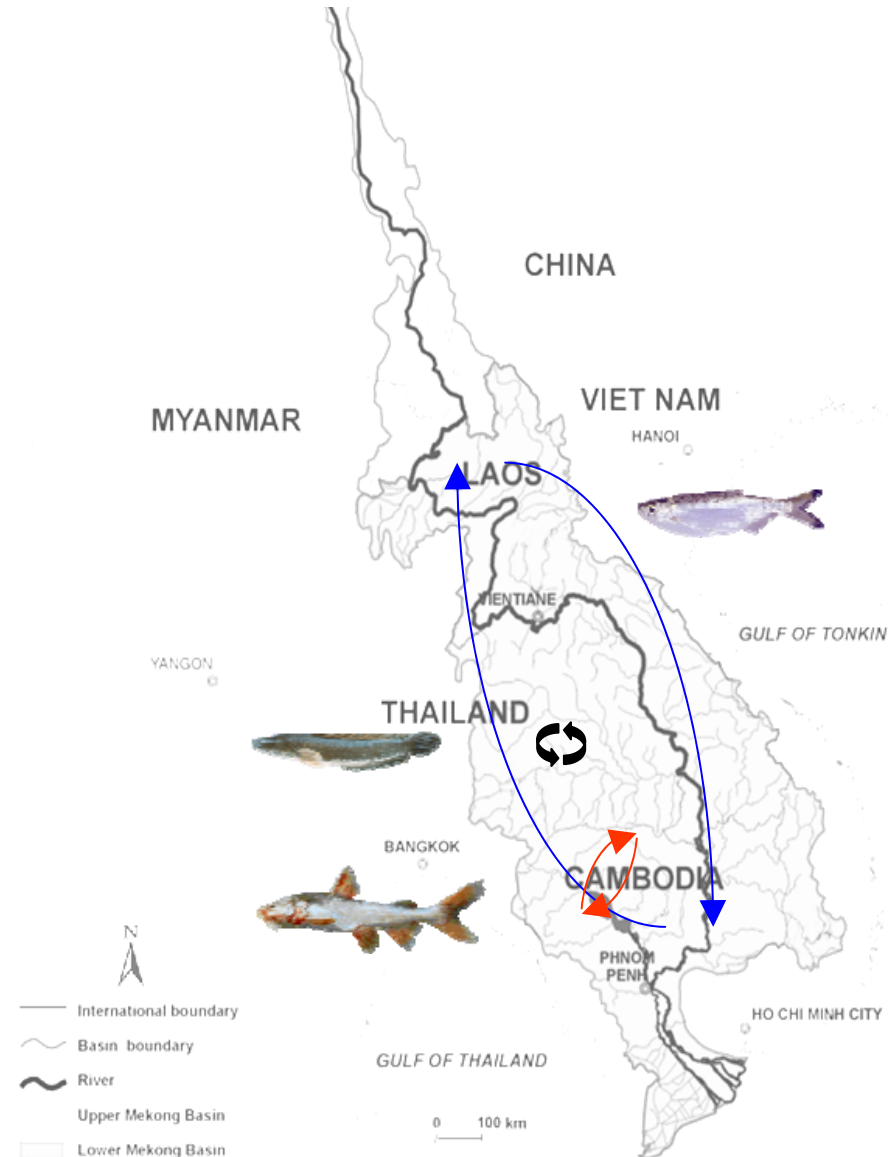 CHINA
MYANMAR
VIET NAM
HANOI
LAOS
VIENTIANE
GULF OF TONKIN
YANGON
THAILAND
BANGKOK
CAMBODIA
N
PHNOM
PENH
International boundary
HO CHI MINH CITY
Basin boundary
GULF OF THAILAND
River
Upper Mekong Basin
0 100 km
Lower Mekong Basin